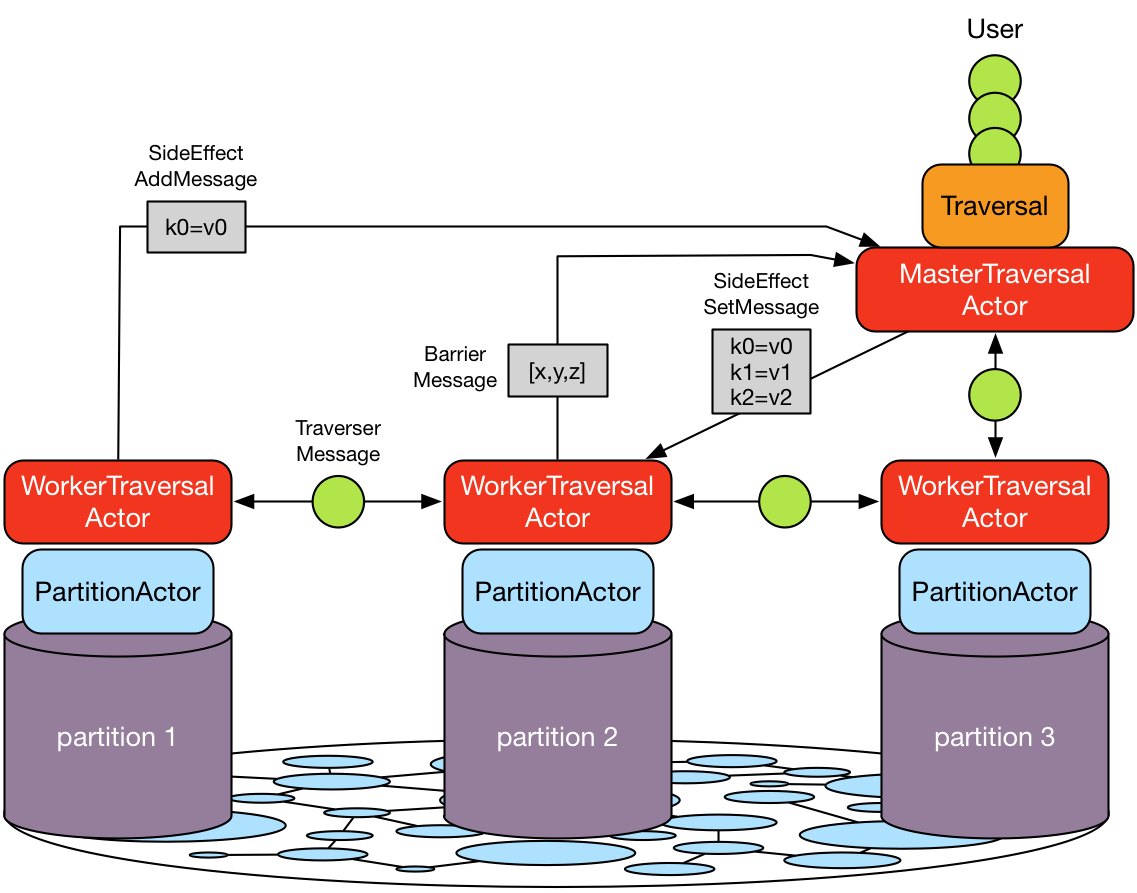 User
SideEffect
AddMessage
k0=v0
Traversal
MasterTraversal
Actor
SideEffect
SetMessage
k0=v0
k1=v1
k2=v2
Barrier
Message
[x,y,z]
Traverser
Message
WorkerTraversal
Actor
WorkerTraversal
Actor
WorkerTraversal
Actor
PartitionActor
PartitionActor
PartitionActor
partition 1
partition 2
partition 3